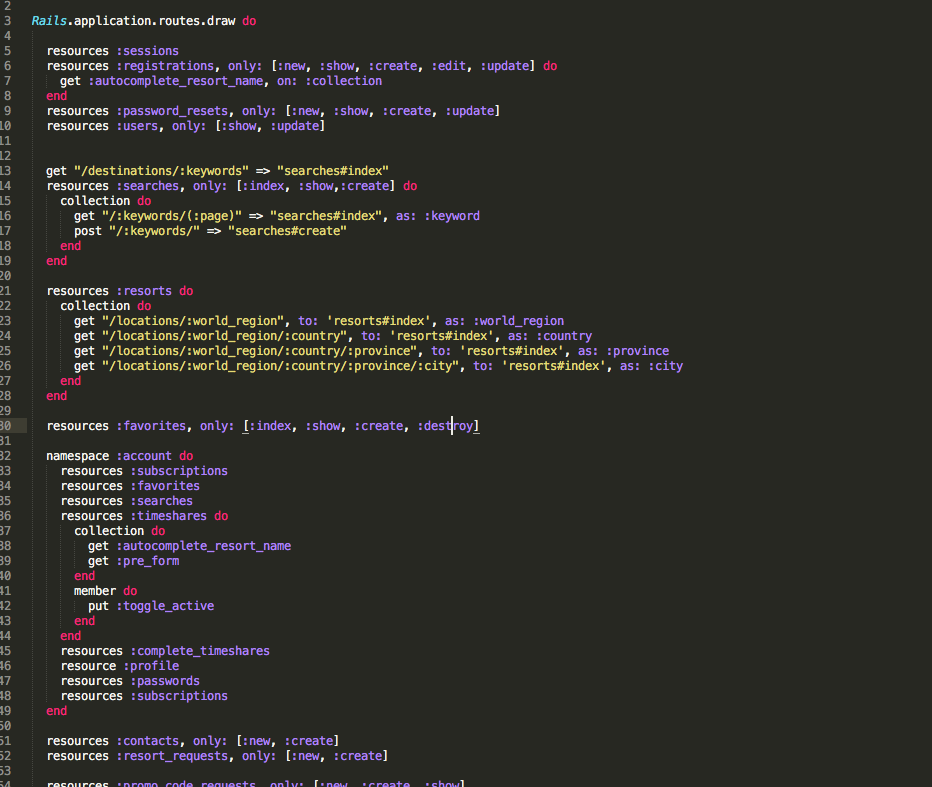 2
3 Rails.application.routes.draw do
4
5 resources :sessions
6 resources :registrations, only: [:new, :show, :create, :edit, :update] do
7 get :autocomplete_resort_name, on: :collection
8 end
9 resources :password_resets, only: [:new, :show, :create, :update]
10 resources :users, only: [:show, :update]
11
12
13 get "/destinations/:keywords" => "searches#index"
14 resources :searches, only: [:index, :show,:create] do
15 collection do
16 get "/:keywords/(:page)" => "searches#index", as: :keyword
17 post "/:keywords/" => "searches#create"
18 end
19 end
20
21 resources :resorts do
22 collection do
23 get "/locations/:world_region", to: 'resorts#index', as: :world_region
24 get "/locations/:world_region/:country", to: 'resorts#index', as: :country
25 get "/locations/:world_region/:country/:province", to: 'resorts#index', as: :province
26 get "/locations/:world_region/:country/:province/:city", to: 'resorts#index', as: :city
27 end
28 end
29
30 resources :favorites, only: [:index, :show, :create, :destroy]
31
32 namespace :account do
33 resources :subscriptions
34 resources :favorites
35 resources :searches
36 resources :timeshares do
37 collection do
38 get :autocomplete_resort_name
39 get :pre_form
40 end
41 member do
42 put :toggle_active
43 end
44 end
45 resources :complete_timeshares
46 resource :profile
47 resources :passwords
48 resources :subscriptions
49 end
50
51 resources :contacts, only: [:new, :create]
52 resources :resort_requests, only: [:new, :create]
53
54 resources :promo_code_requests, only: [:new, :create, :show]